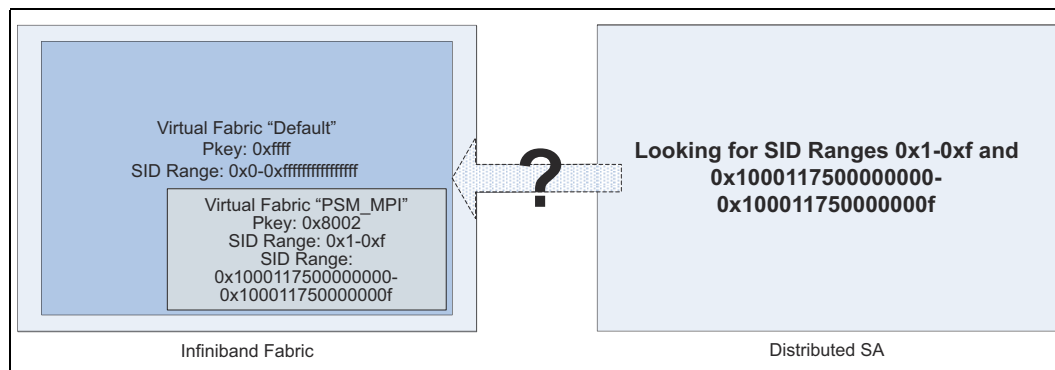 Virtual Fabric “Default”
Pkey: 0xffff
SID Range: 0x0-0xffffffffffffffff
Virtual Fabric “PSM_MPI”
Pkey: 0x8002
SID Range: 0x1-0xf
SID Range:
0x1000117500000000-
0x100011750000000f
Infiniband Fabric
?
Looking for SID Ranges 0x1-0xf and
0x1000117500000000-
0x100011750000000f
Distributed SA